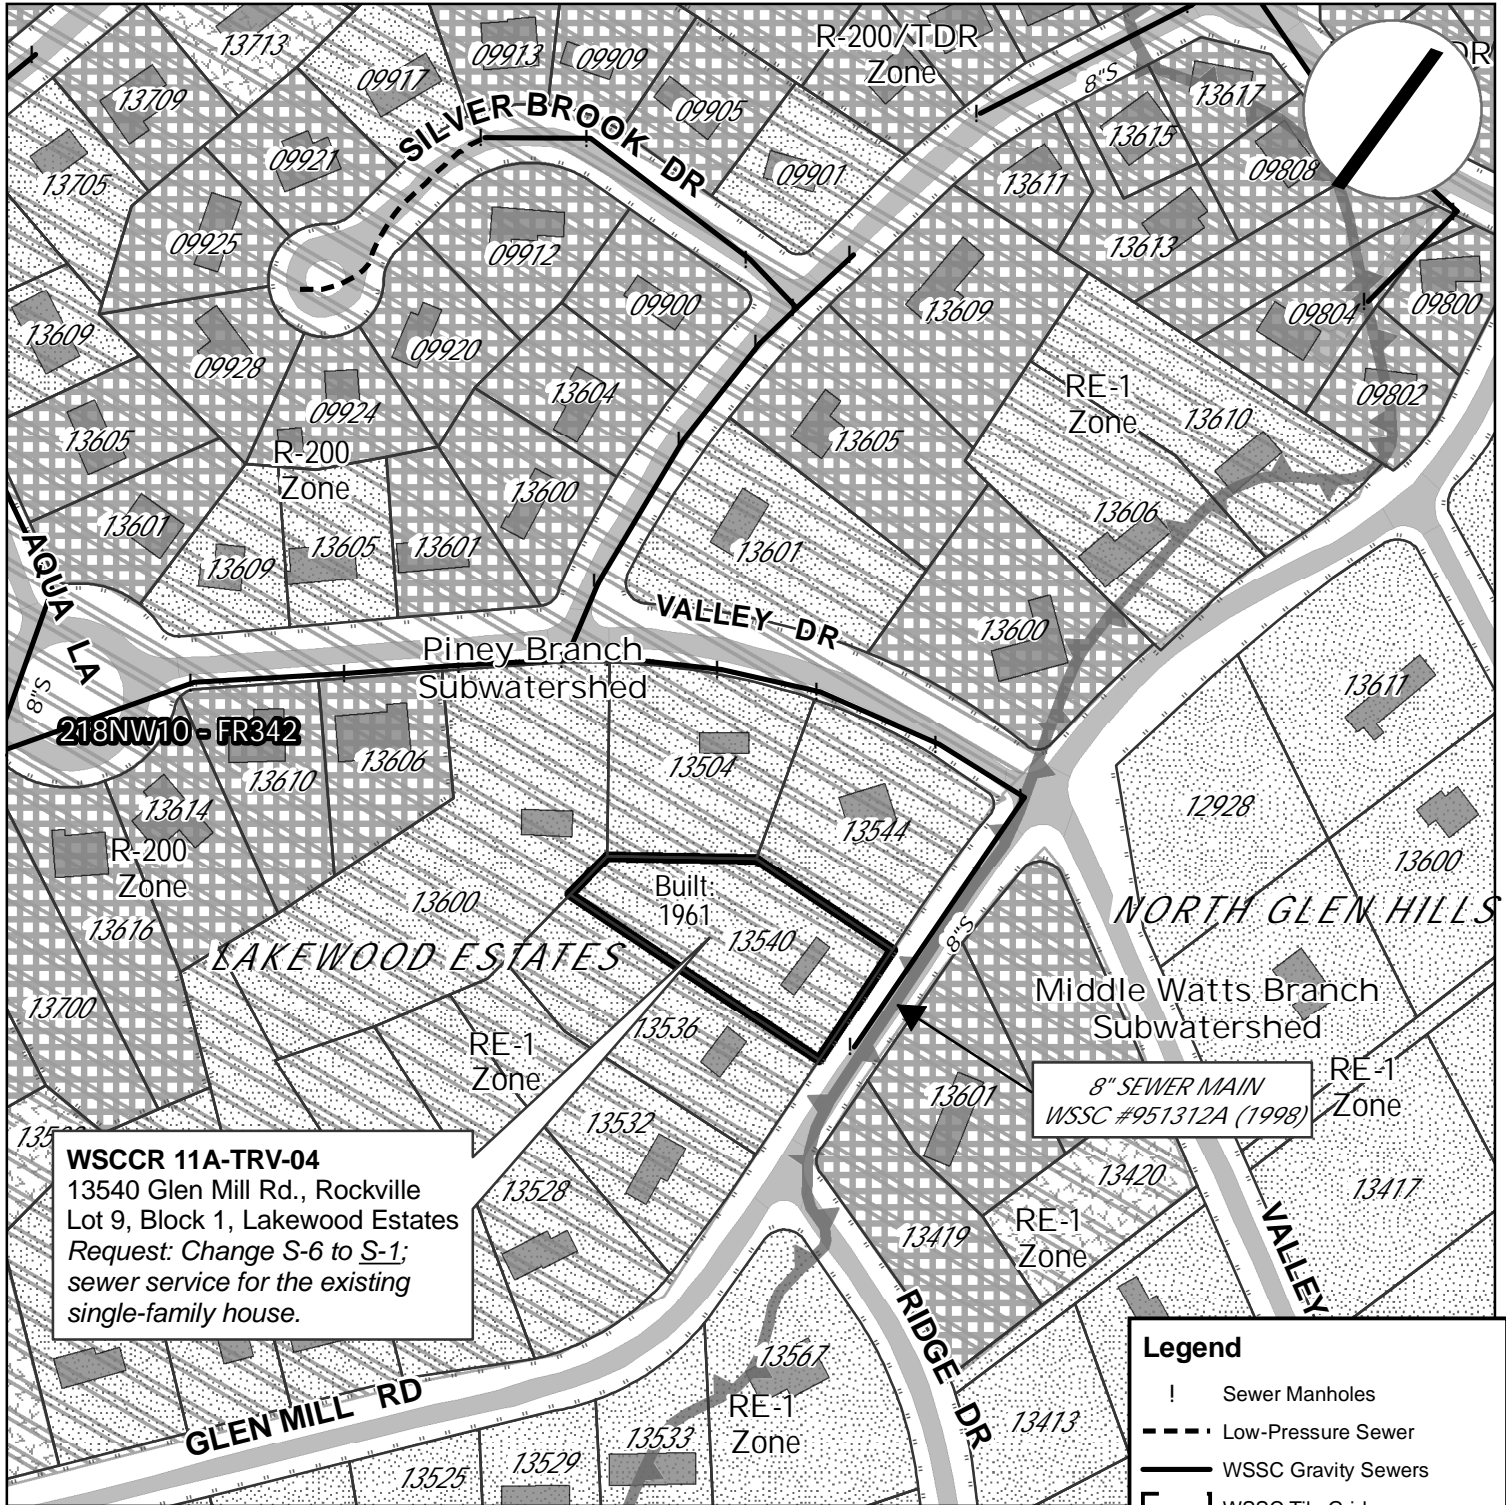 13713
09913
09909
R-200/TDR
Zone
DR
09917
13709
09905
8"S
13617
SILVER BROOK DR
13615
09921
09901
09808
13705
13611
09925
09912
13613
09900
13609
09804
09800
13609
09928
09920
13604
RE-1
Zone
09802
09924
13605
13605
13610
R-200
Zone
13600
13601
13601
13606
13609
13605
13601
AQUA LA
VALLEY DR
13600
Piney Branch
Subwatershed
8"S
218NW10 - FR342
13611
13606
13610
13504
13614
12928
13544
R-200
Zone
13600
Built:
1961
13600
NORTH GLEN HILLS
13616
13540
8"S
LAKEWOOD ESTATES
Middle Watts Branch
Subwatershed
13700
13536
RE-1
Zone
RE-1
Zone
8" SEWER MAIN
WSSC #951312A (1998)
13601
13532
WSCCR 11A-TRV-04
13540 Glen Mill Rd., Rockville
Lot 9, Block 1, Lakewood Estates
Request: Change S-6 to S-1;
sewer service for the existing
single-family house.
13420
13528
13417
RE-1
Zone
13419
VALLEY
RIDGE DR
13567
GLEN MILL RD
RE-1
Zone
13413
13533
13529
13525
Legend
! Sewer Manholes
Low-Pressure Sewer
WSSC Gravity Sewers
WSSC Tile Grid